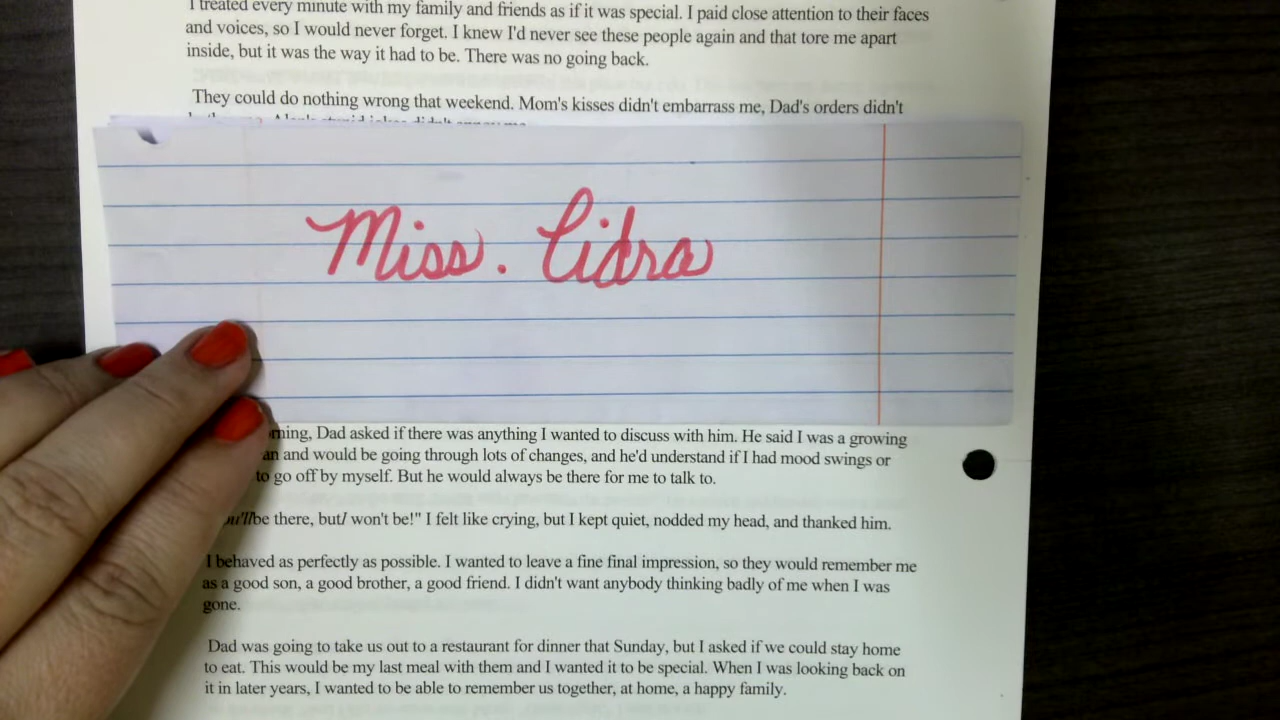 I treated every minute with my family and friends as if it was special. I paid close attention to their faces
and voices, so I would never forget. I knew I'd never see these people again and that tore me apart
inside, but it was the way it had to be. There was no going back.
They could do nothing wrong that weekend. Mom's kisses didn't embarrass me, Dad's orders didn't
Miss. Cidra
rning, Dad asked if there was anything I wanted to discuss with him. He said I was a growing
an and would be going through lots of changes, and he'd understand if I had mood swings or
to go off by myself. But he would always be there for me to talk to.
ou'll be there, but I won't be!" I felt like crying, but I kept quiet, nodded my head, and thanked him.
I behaved as perfectly as possible. I wanted to leave a fine final impression, so they would remember me
as a good son, a good brother, a good friend. I didn't want anybody thinking badly of me when I was
gone.
Dad was going to take us out to a restaurant for dinner that Sunday, but I asked if we could stay home
to eat. This would be my last meal with them and I wanted it to be special. When I was looking back on
it in later years, I wanted to be able to remember us together, at home, a happy family.